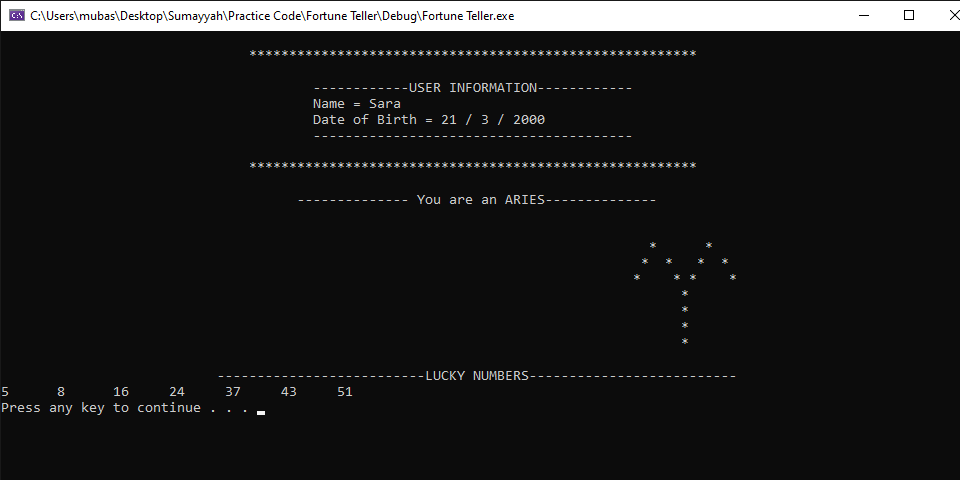 C:\Users\mubas\Desktop\Sumayyah\Practice Code\Fortune Teller\Debug\Fortune Teller.exe
********************************************************
------------USER INFORMATION------------
Name = Sara
Date of Birth = 21 / 3 / 2000
----------------------------------------
********************************************************
-------------- You are an ARIES--------------
*      *
*  *   *  *
*    * *    *
*
*
*
*
--------------------------LUCKY NUMBERS--------------------------
5      8      16     24     37     43     51
Press any key to continue . . .